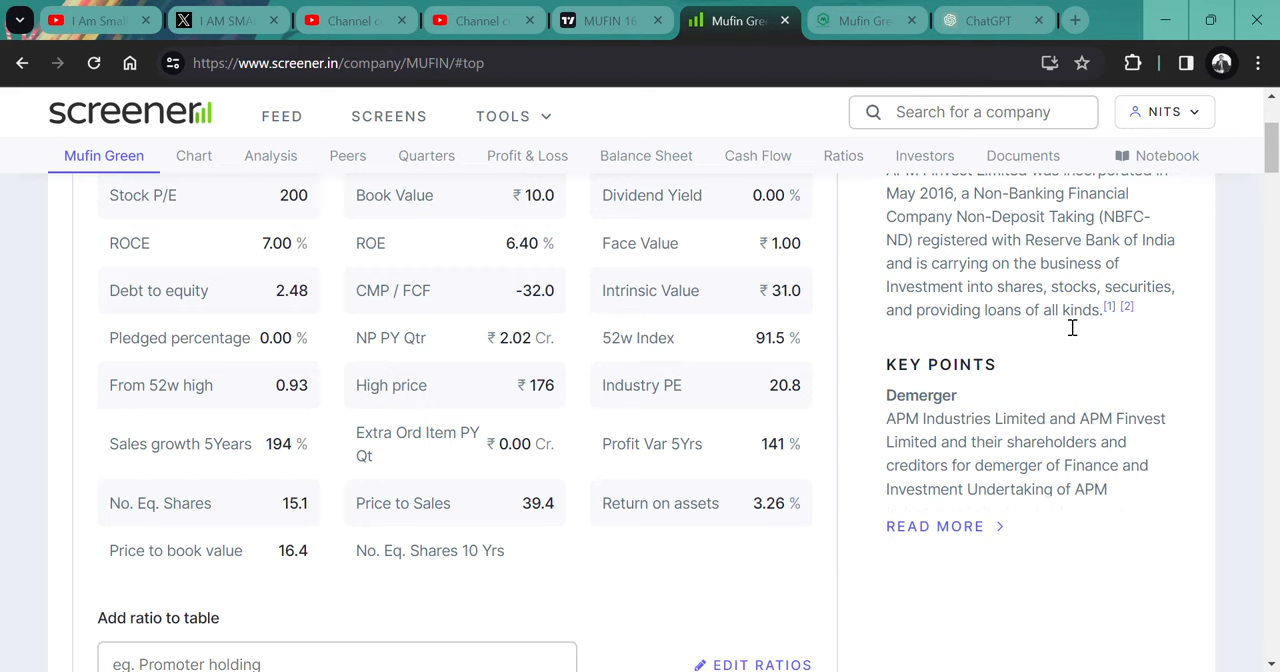 I Am Smal
I AM SMA
Channel c
Channel c
MUFIN 16
Mufin Gre
Mufin Gre
ChatGPT
https://www.screener.in/company/MUFIN/#top
screener
FEED
SCREENS
TOOLS
Search for a company
NITS
Mufin Green
Chart
Analysis
Peers
Quarters
Profit & Loss
Balance Sheet
Cash Flow
Ratios
Investors
Documents
Notebook
Stock P/E 200
Book Value ₹ 10.0
Dividend Yield 0.00 %
ROCE 7.00 %
ROE 6.40 %
Face Value ₹ 1.00
Debt to equity 2.48
CMP / FCF -32.0
Intrinsic Value ₹ 31.0
Pledged percentage 0.00 %
NP PY Qtr ₹ 2.02 Cr.
52w Index 91.5 %
From 52w high 0.93
High price ₹ 176
Industry PE 20.8
Sales growth 5Years 194 %
Extra Ord Item PY
Qt ₹ 0.00 Cr.
Profit Var 5Yrs 141 %
No. Eq. Shares 15.1
Price to Sales 39.4
Return on assets 3.26 %
Price to book value 16.4
No. Eq. Shares 10 Yrs
Add ratio to table
eg. Promoter holding
EDIT RATIOS
APM Finvest Limited was incorporated in
May 2016, a Non-Banking Financial
Company Non-Deposit Taking (NBFC-
ND) registered with Reserve Bank of India
and is carrying on the business of
Investment into shares, stocks, securities,
and providing loans of all kinds.[1] [2]
KEY POINTS
Demerger
APM Industries Limited and APM Finvest
Limited and their shareholders and
creditors for demerger of Finance and
Investment Undertaking of APM
READ MORE